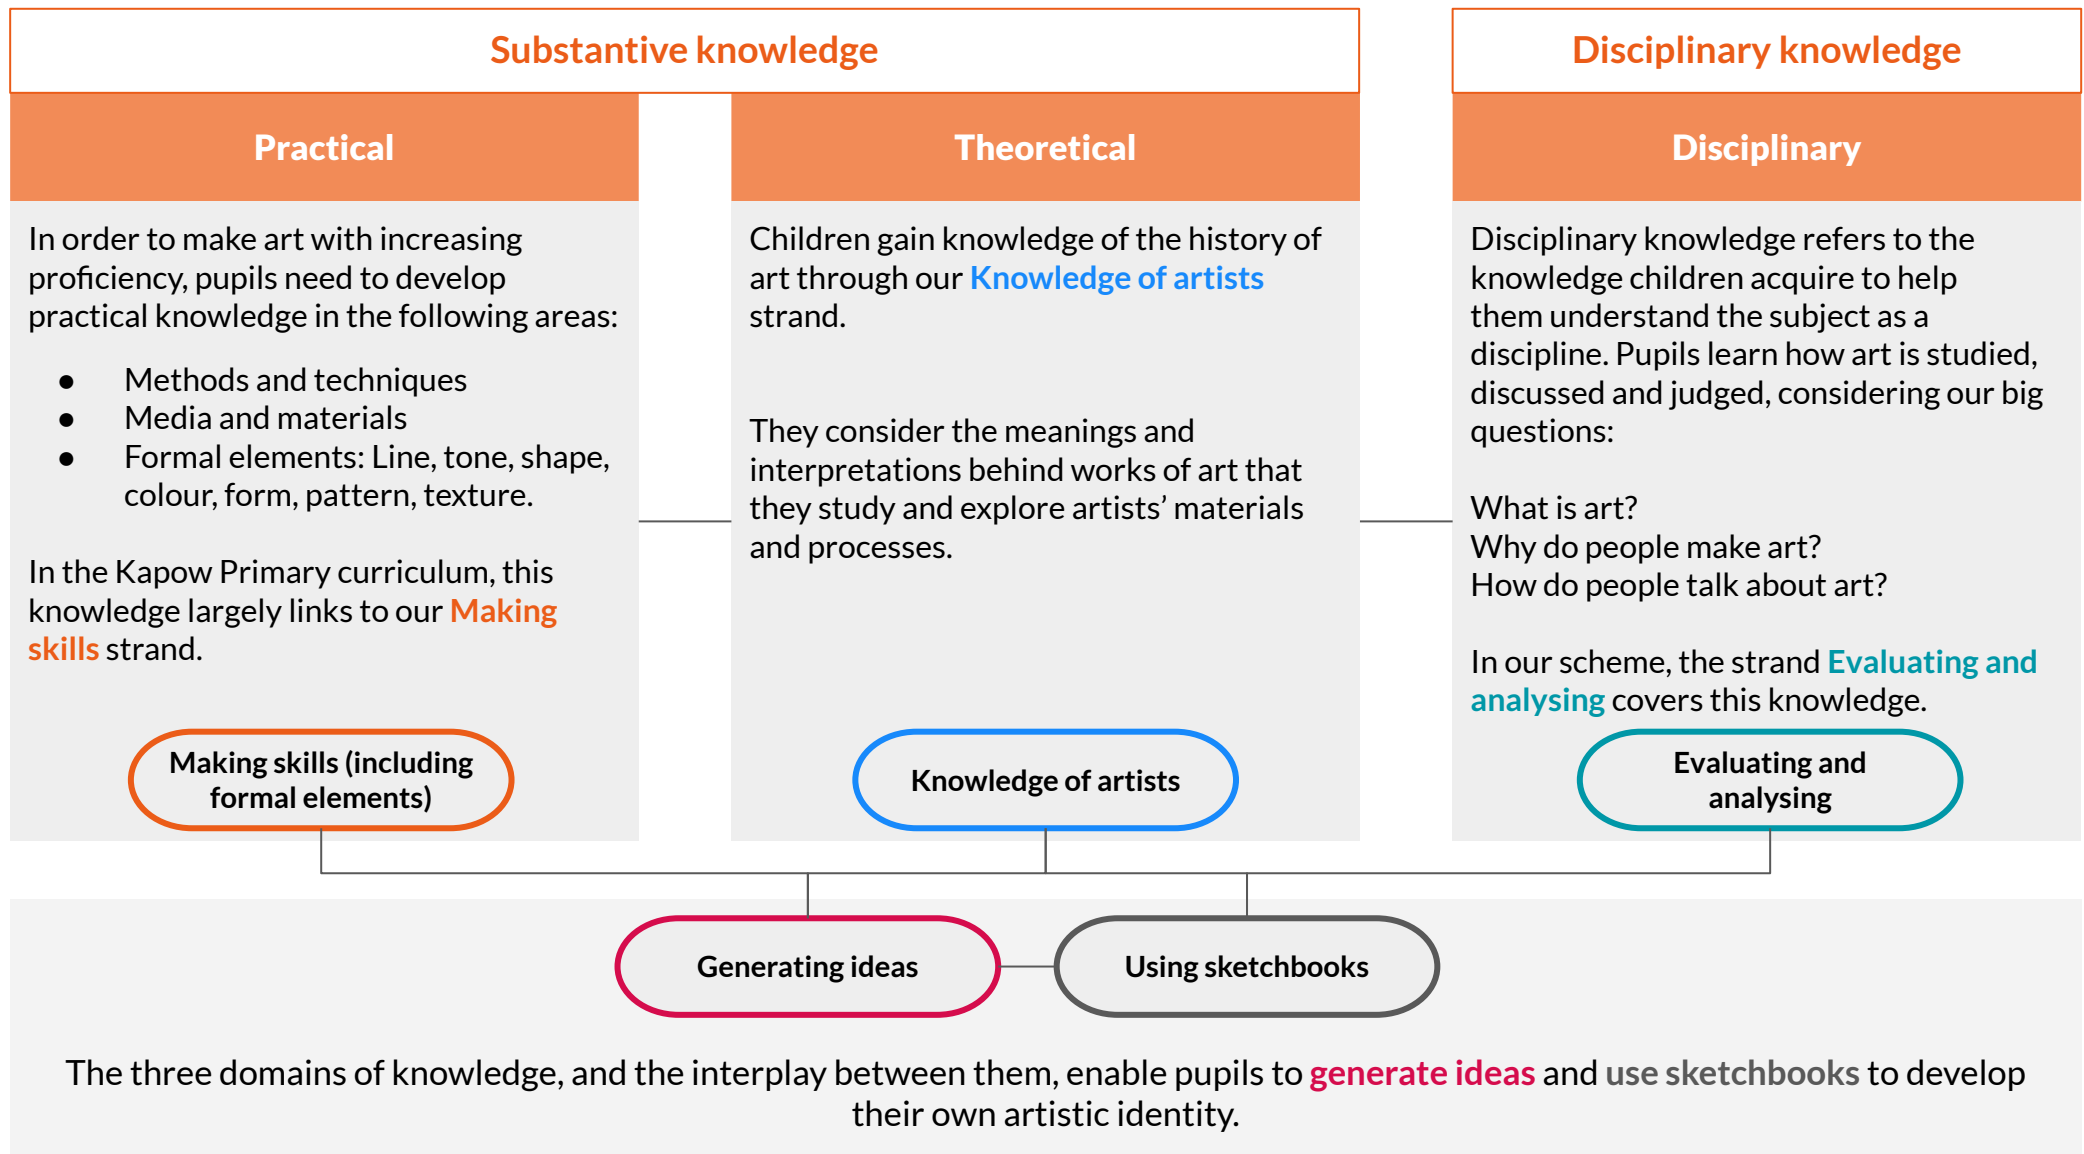 Substantive knowledge
Disciplinary knowledge
Practical
In order to make art with increasing
proficiency, pupils need to develop
practical knowledge in the following areas:
● Methods and techniques
● Media and materials
● Formal elements: Line, tone, shape,
colour, form, pattern, texture.
In the Kapow Primary curriculum, this
knowledge largely links to our Making
skills strand.
Making skills (including
formal elements)
Theoretical
Children gain knowledge of the history of
art through our Knowledge of artists
strand.
They consider the meanings and
interpretations behind works of art that
they study and explore artists’ materials
and processes.
Knowledge of artists
Disciplinary
Disciplinary knowledge refers to the
knowledge children acquire to help
them understand the subject as a
discipline. Pupils learn how art is studied,
discussed and judged, considering our big
questions:
What is art?
Why do people make art?
How do people talk about art?
In our scheme, the strand Evaluating and
analysing covers this knowledge.
Evaluating and
analysing
Generating ideas
Using sketchbooks
The three domains of knowledge, and the interplay between them, enable pupils to generate ideas and use sketchbooks to develop
their own artistic identity.